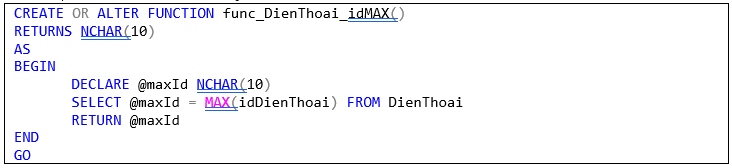 CREATE OR ALTER FUNCTION func_DienThoai_idMAX()
RETURNS NCHAR(10)
AS
BEGIN
DECLARE @maxId NCHAR(10)
SELECT @maxId = MAX(idDienThoai) FROM DienThoai
RETURN @maxId
END
GO